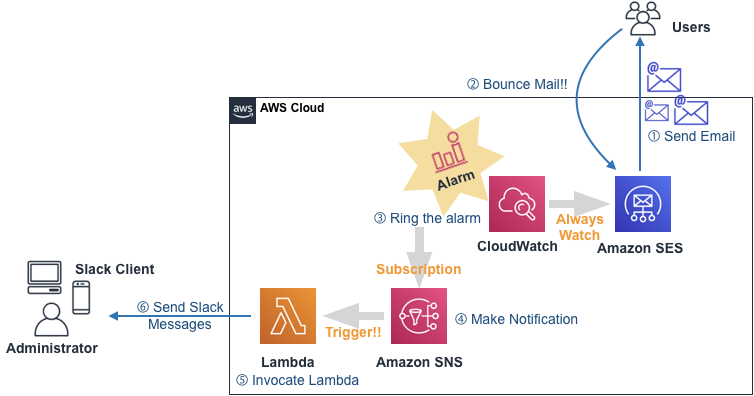 Users
② Bounce Mail!!
@
@
@
① Send Email
aws
AWS Cloud
Alarm
③ Ring the alarm
CloudWatch
Always
Watch
Amazon SES
Subscription
Slack Client
Administrator
⑥ Send Slack
Messages
Lambda
Trigger!!
Amazon SNS
④ Make Notification
⑤ Invocate Lambda